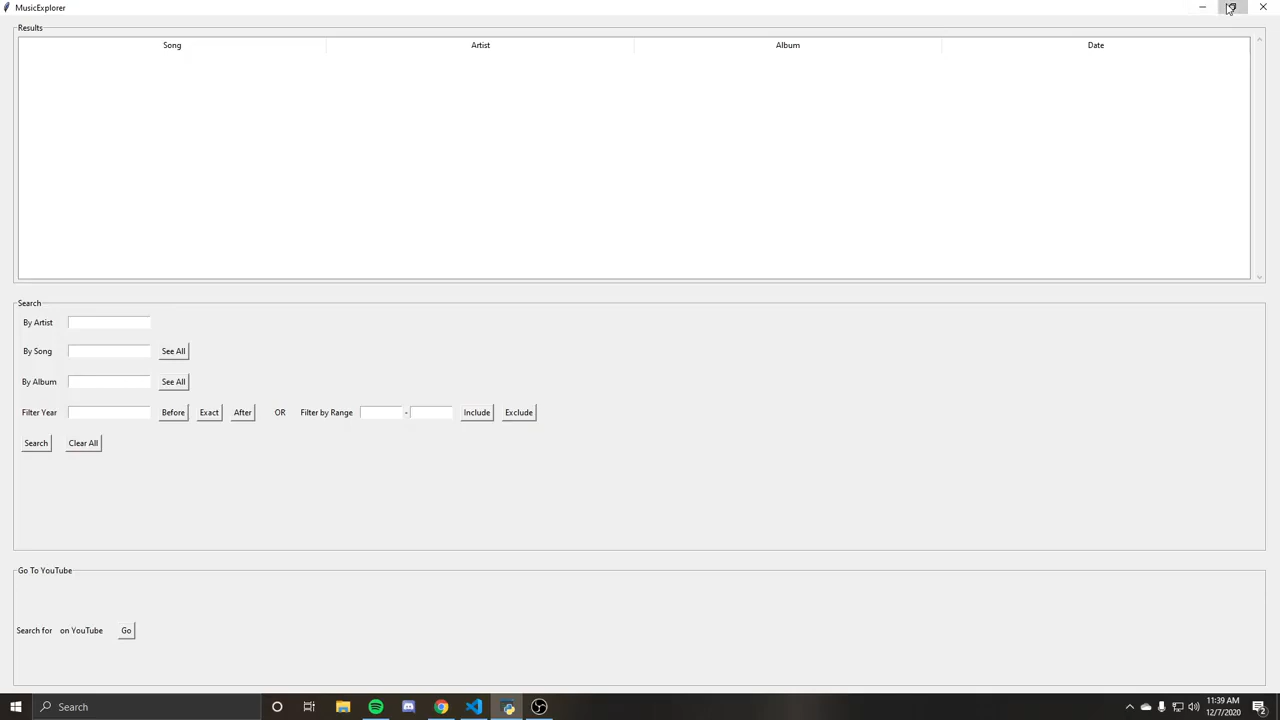 MusicExplorer
Results
Song Artist Album Date
Search
By Artist
By Song See All
By Album See All
Filter Year Before Exact After OR Filter by Range - Include Exclude
Search Clear All
Go To YouTube
Search for on YouTube Go
Search
11:39 AM
12/7/2020
2